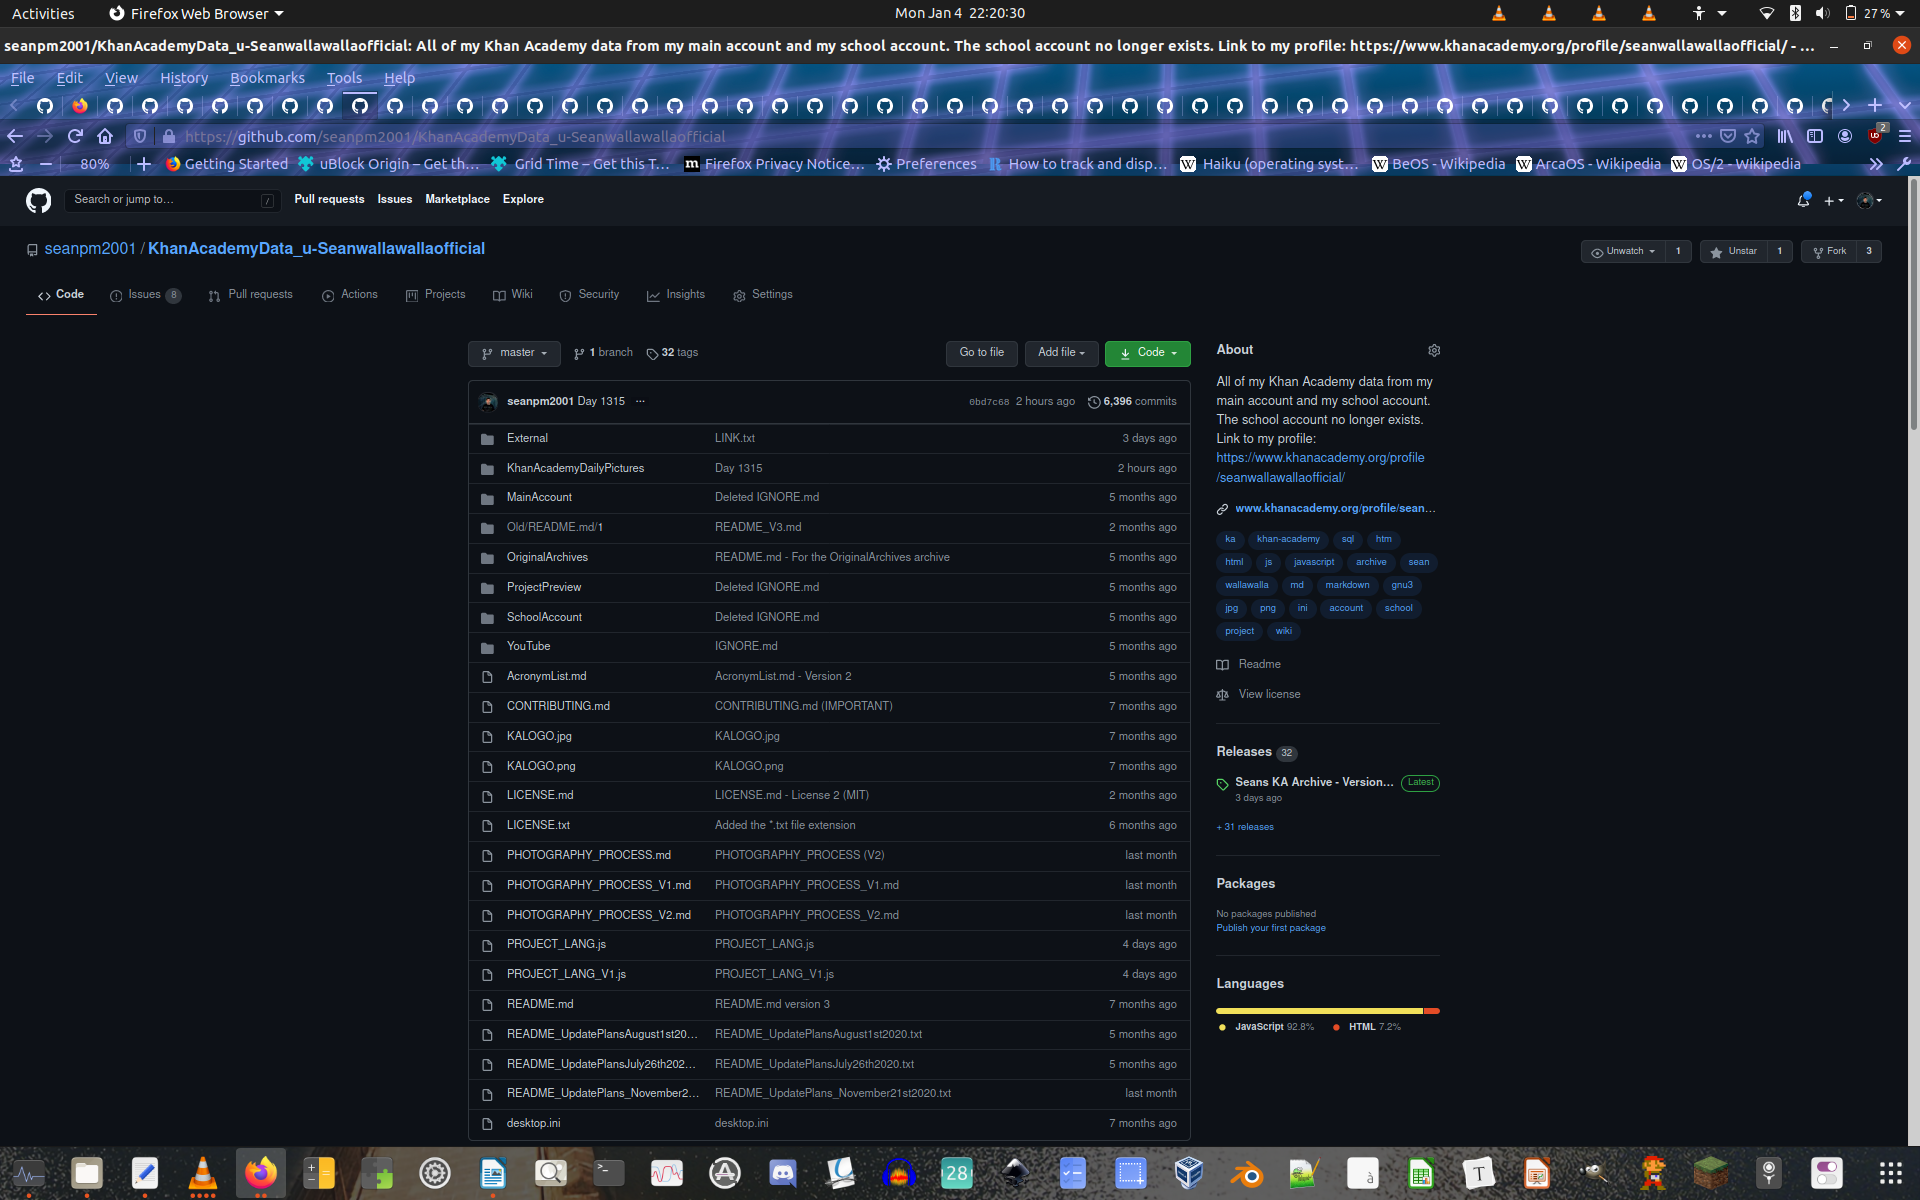 Activities Firefox Web Browser Mon Jan 4 22:20:30 27 %
seanpm2001/KhanAcademyData_u-Seanwallawallaofficial: All of my Khan Academy data from my main account and my school account. The school account no longer exists. Link to my profile: https://www.khanacademy.org/profile/seanwallawallaofficial/ - ...
File Edit View History Bookmarks Tools Help
https://github.com/seanpm2001/KhanAcademyData_u-Seanwallawallaofficial 2
80% Getting Started uBlock Origin – Get th… Grid Time – Get this T… m Firefox Privacy Notice… Preferences R How to track and disp… W Haiku (operating syst… W BeOS - Wikipedia W ArcaOS - Wikipedia W OS/2 - Wikipedia
Search or jump to… / Pull requests Issues Marketplace Explore
seanpm2001 / KhanAcademyData_u-Seanwallawallaofficial Unwatch 1 Unstar 1 Fork 3
Code Issues 8 Pull requests Actions Projects Wiki Security Insights Settings
master 1 branch 32 tags Go to file Add file Code
seanpm2001 Day 1315 ... 0bd7c68 2 hours ago 6,396 commits
External LINK.txt 3 days ago
KhanAcademyDailyPictures Day 1315 2 hours ago
MainAccount Deleted IGNORE.md 5 months ago
Old/README.md/1 README_V3.md 2 months ago
OriginalArchives README.md - For the OriginalArchives archive 5 months ago
ProjectPreview Deleted IGNORE.md 5 months ago
SchoolAccount Deleted IGNORE.md 5 months ago
YouTube IGNORE.md 5 months ago
AcronymList.md AcronymList.md - Version 2 5 months ago
CONTRIBUTING.md CONTRIBUTING.md (IMPORTANT) 7 months ago
KALOGO.jpg KALOGO.jpg 7 months ago
KALOGO.png KALOGO.png 7 months ago
LICENSE.md LICENSE.md - License 2 (MIT) 2 months ago
LICENSE.txt Added the *.txt file extension 6 months ago
PHOTOGRAPHY_PROCESS.md PHOTOGRAPHY_PROCESS (V2) last month
PHOTOGRAPHY_PROCESS_V1.md PHOTOGRAPHY_PROCESS_V1.md last month
PHOTOGRAPHY_PROCESS_V2.md PHOTOGRAPHY_PROCESS_V2.md last month
PROJECT_LANG.js PROJECT_LANG.js 4 days ago
PROJECT_LANG_V1.js PROJECT_LANG_V1.js 4 days ago
README.md README.md version 3 7 months ago
README_UpdatePlansAugust1st20… README_UpdatePlansAugust1st2020.txt 5 months ago
README_UpdatePlansJuly26th202… README_UpdatePlansJuly26th2020.txt 5 months ago
README_UpdatePlans_November2… README_UpdatePlans_November21st2020.txt last month
desktop.ini desktop.ini 7 months ago
About
All of my Khan Academy data from my
main account and my school account.
The school account no longer exists.
Link to my profile:
https://www.khanacademy.org/profile
/seanwallawallaofficial/
www.khanacademy.org/profile/sean…
ka khan-academy sql htm
html js javascript archive sean
wallawalla md markdown gnu3
jpg png ini account school
project wiki
Readme
View license
Releases 32
Seans KA Archive - Version… Latest
3 days ago
+ 31 releases
Packages
No packages published
Publish your first package
Languages
JavaScript 92.8% HTML 7.2%
28